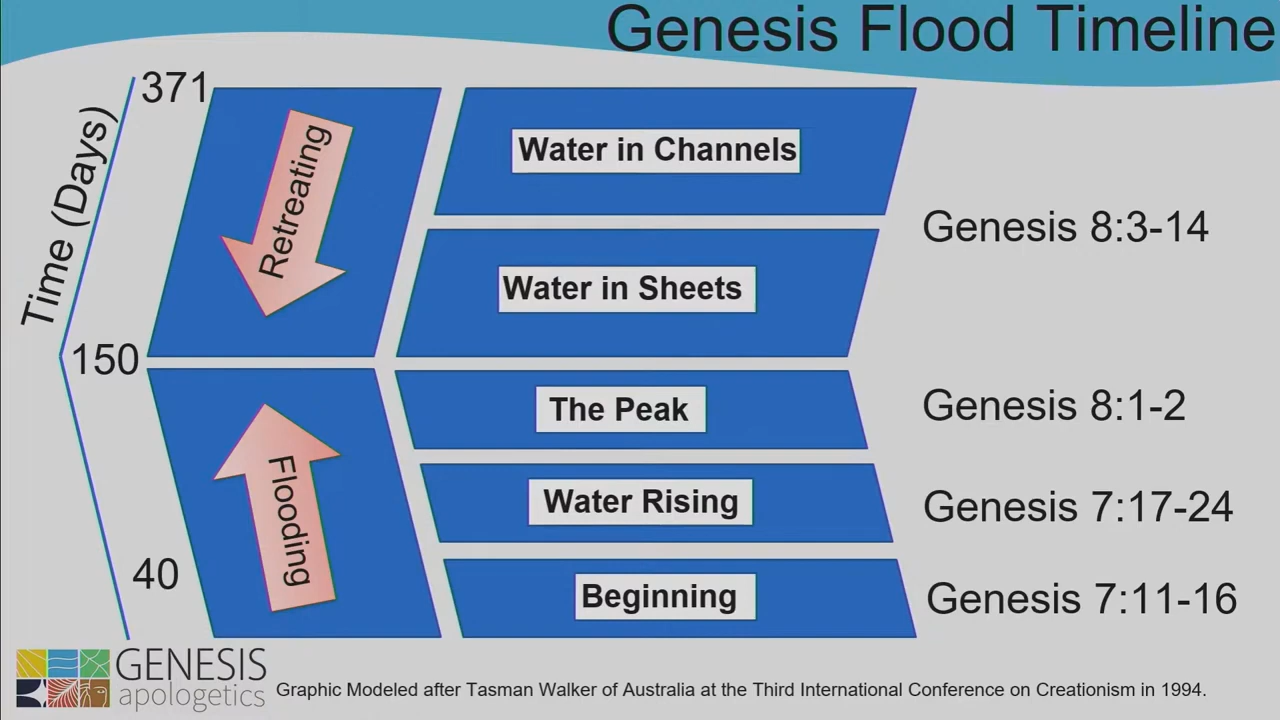 Genesis Flood Timeline
371
Time (Days)
Retreating
Water in Channels
Genesis 8:3-14
Water in Sheets
150
The Peak
Genesis 8:1-2
Flooding
Water Rising
Genesis 7:17-24
40
Beginning
Genesis 7:11-16
GENESIS
apologetics
Graphic Modeled after Tasman Walker of Australia at the Third International Conference on Creationism in 1994.